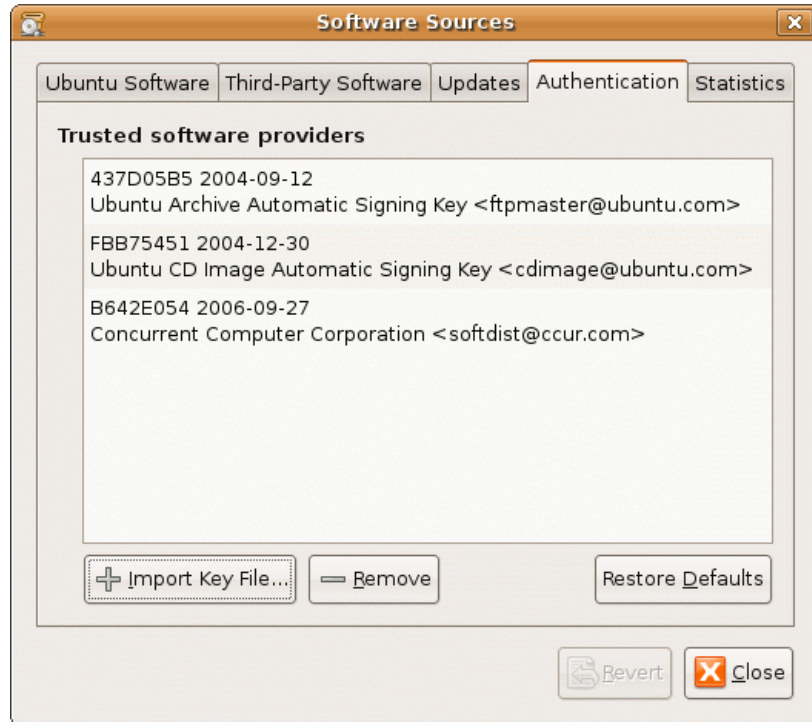 Software Sources
Ubuntu Software Third-Party Software Updates Authentication Statistics
Trusted software providers
437D05B5 2004-09-12
Ubuntu Archive Automatic Signing Key <ftpmaster@ubuntu.com>
FBB75451 2004-12-30
Ubuntu CD Image Automatic Signing Key <cdimage@ubuntu.com>
B642E054 2006-09-27
Concurrent Computer Corporation <softdist@ccur.com>
Import Key File... Remove Restore Defaults
Revert Close